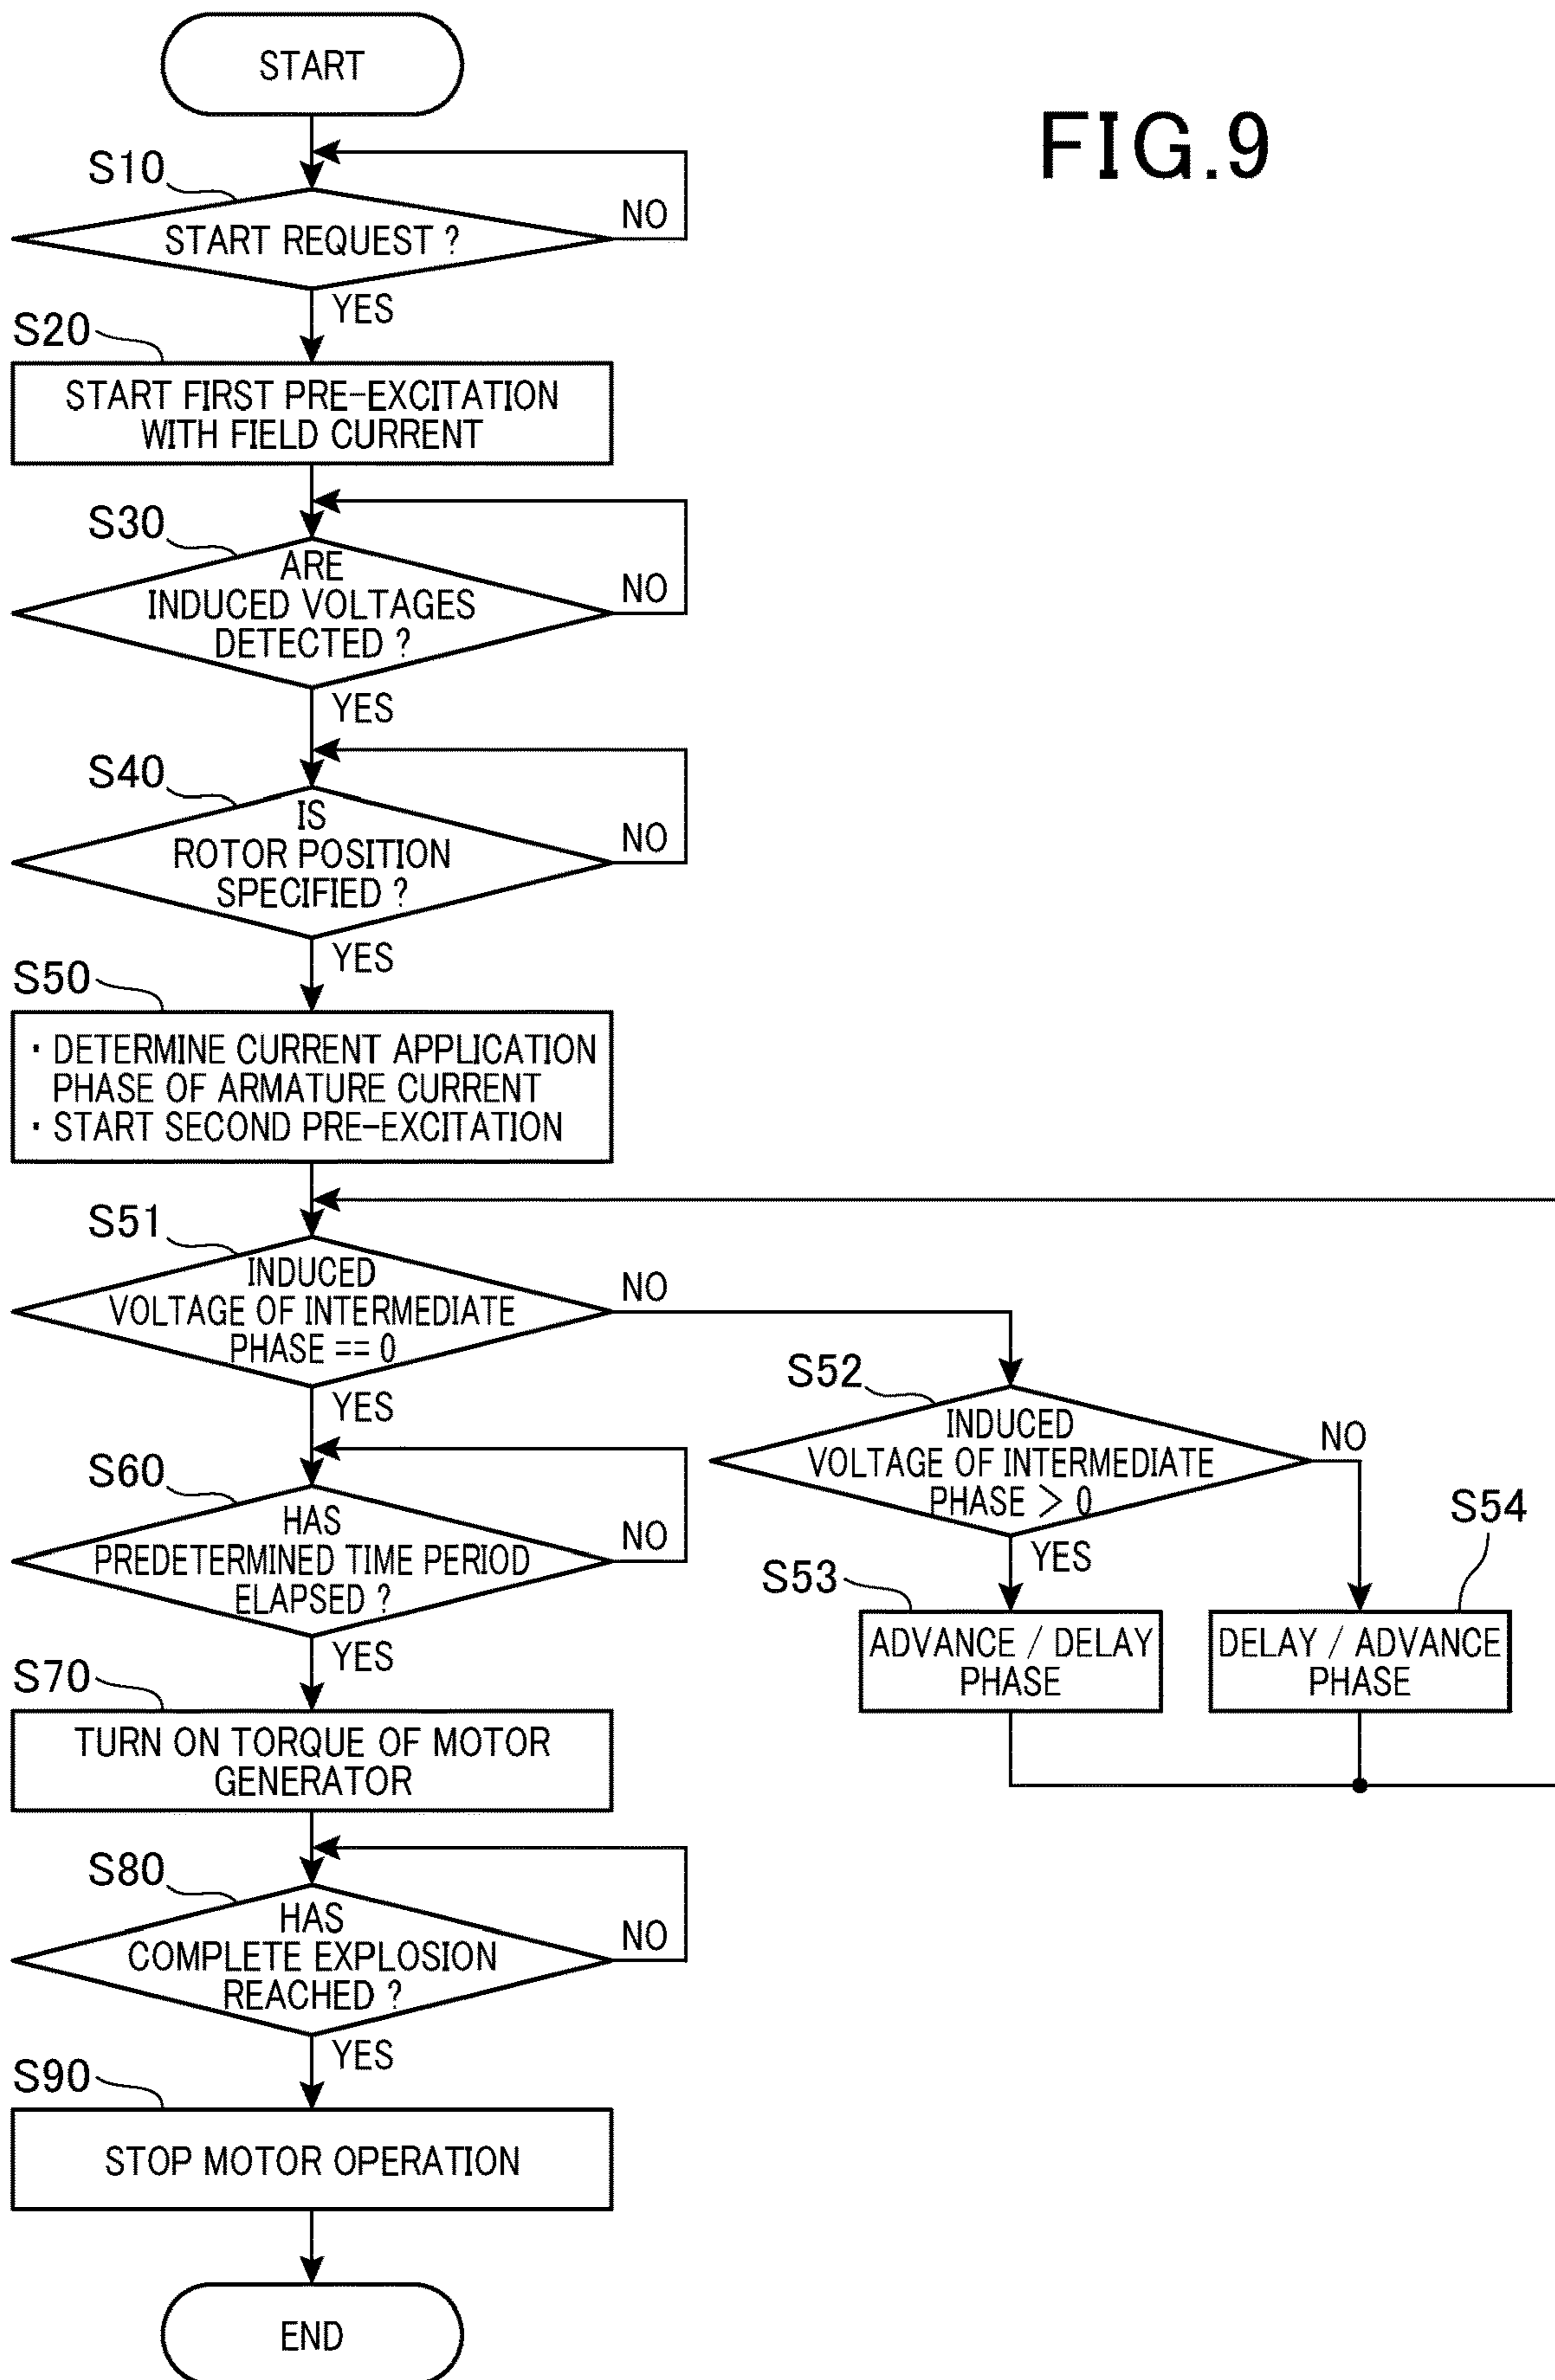 START
FIG.9
S10
START REQUEST ?
NO
YES
S20
START FIRST PRE-EXCITATION
WITH FIELD CURRENT
S30
ARE
INDUCED VOLTAGES
DETECTED ?
NO
YES
S40
IS
ROTOR POSITION
SPECIFIED ?
NO
YES
S50
・DETERMINE CURRENT APPLICATION
PHASE OF ARMATURE CURRENT
・START SECOND PRE-EXCITATION
S51
INDUCED
VOLTAGE OF INTERMEDIATE
PHASE == 0
NO
YES
S52
INDUCED
VOLTAGE OF INTERMEDIATE
PHASE > 0
NO
YES
S53
ADVANCE / DELAY
PHASE
S54
DELAY / ADVANCE
PHASE
S60
HAS
PREDETERMINED TIME PERIOD
ELAPSED ?
NO
YES
S70
TURN ON TORQUE OF MOTOR
GENERATOR
S80
HAS
COMPLETE EXPLOSION
REACHED ?
NO
YES
S90
STOP MOTOR OPERATION
END